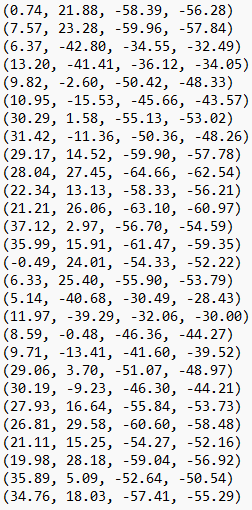 (0.74, 21.88, -58.39, -56.28)
(7.57, 23.28, -59.96, -57.84)
(6.37, -42.80, -34.55, -32.49)
(13.20, -41.41, -36.12, -34.05)
(9.82, -2.60, -50.42, -48.33)
(10.95, -15.53, -45.66, -43.57)
(30.29, 1.58, -55.13, -53.02)
(31.42, -11.36, -50.36, -48.26)
(29.17, 14.52, -59.90, -57.78)
(28.04, 27.45, -64.66, -62.54)
(22.34, 13.13, -58.33, -56.21)
(21.21, 26.06, -63.10, -60.97)
(37.12, 2.97, -56.70, -54.59)
(35.99, 15.91, -61.47, -59.35)
(-0.49, 24.01, -54.33, -52.22)
(6.33, 25.40, -55.90, -53.79)
(5.14, -40.68, -30.49, -28.43)
(11.97, -39.29, -32.06, -30.00)
(8.59, -0.48, -46.36, -44.27)
(9.71, -13.41, -41.60, -39.52)
(29.06, 3.70, -51.07, -48.97)
(30.19, -9.23, -46.30, -44.21)
(27.93, 16.64, -55.84, -53.73)
(26.81, 29.58, -60.60, -58.48)
(21.11, 15.25, -54.27, -52.16)
(19.98, 28.18, -59.04, -56.92)
(35.89, 5.09, -52.64, -50.54)
(34.76, 18.03, -57.41, -55.29)